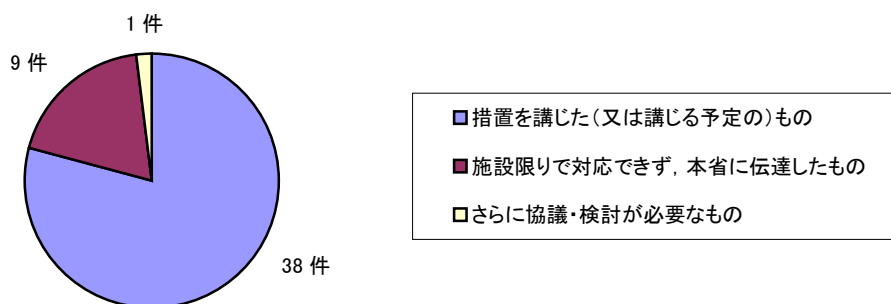 1 件
9 件
38 件
措置を講じた(又は講じる予定の)もの
施設限りで対応できず,本省に伝達したもの
さらに協議・検討が必要なもの